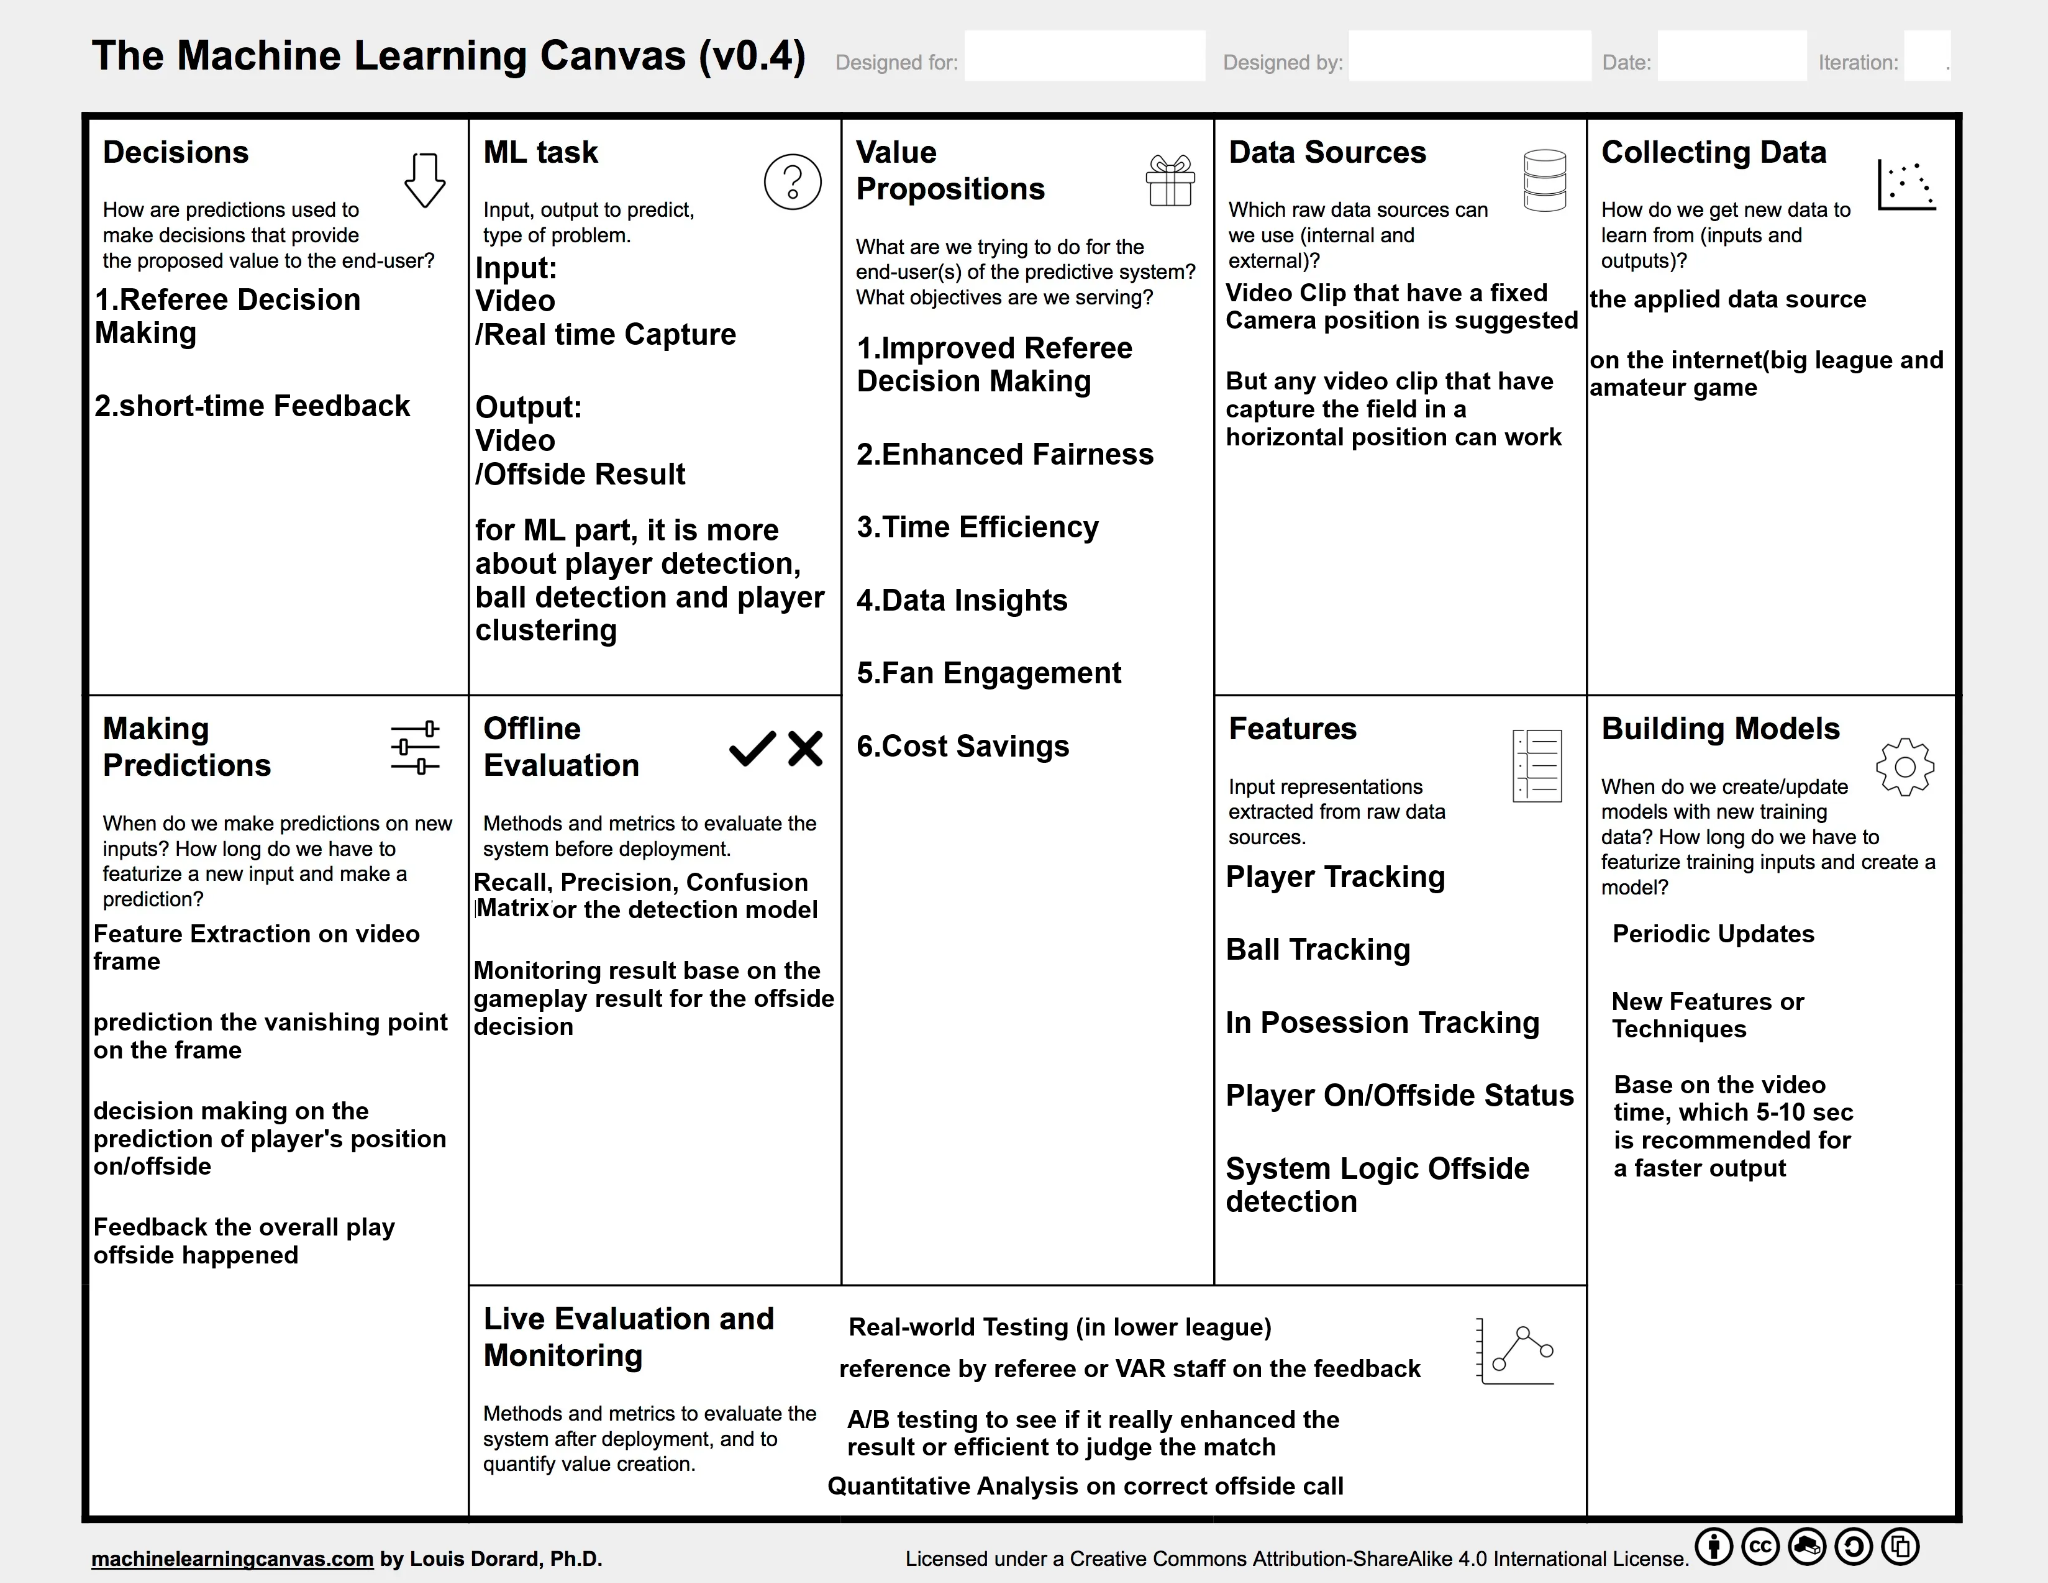 The Machine Learning Canvas (v0.4)
Designed for:
Designed by:
Date:
Iteration:
.
Decisions
How are predictions used to
make decisions that provide
the proposed value to the end-user?
1.Referee Decision
Making
2.short-time Feedback
ML task
Input, output to predict,
type of problem.
Input:
Video
/Real time Capture
Output:
Video
/Offside Result
for ML part, it is more
about player detection,
ball detection and player
clustering
Value
Propositions
What are we trying to do for the
end-user(s) of the predictive system?
What objectives are we serving?
1.Improved Referee
Decision Making
2.Enhanced Fairness
3.Time Efficiency
4.Data Insights
5.Fan Engagement
6.Cost Savings
Data Sources
Which raw data sources can
we use (internal and
external)?
Video Clip that have a fixed
Camera position is suggested
But any video clip that have
capture the field in a
horizontal position can work
Collecting Data
How do we get new data to
learn from (inputs and
outputs)?
the applied data source
on the internet(big league and
amateur game
Making
Predictions
When do we make predictions on new
inputs? How long do we have to
featurize a new input and make a
prediction?
Feature Extraction on video
frame
prediction the vanishing point
on the frame
decision making on the
prediction of player's position
on/offside
Feedback the overall play
offside happened
Offline
Evaluation
Methods and metrics to evaluate the
system before deployment.
Recall, Precision, Confusion
Matrix or the detection model
Monitoring result base on the
gameplay result for the offside
decision
Features
Input representations
extracted from raw data
sources.
Player Tracking
Ball Tracking
In Posession Tracking
Player On/Offside Status
System Logic Offside
detection
Building Models
When do we create/update
models with new training
data? How long do we have to
featurize training inputs and create a
model?
Periodic Updates
New Features or
Techniques
Base on the video
time, which 5-10 sec
is recommended for
a faster output
Live Evaluation and
Monitoring
Methods and metrics to evaluate the
system after deployment, and to
quantify value creation.
Real-world Testing (in lower league)
reference by referee or VAR staff on the feedback
A/B testing to see if it really enhanced the
result or efficient to judge the match
Quantitative Analysis on correct offside call
machinelearningcanvas.com by Louis Dorard, Ph.D.
Licensed under a Creative Commons Attribution-ShareAlike 4.0 International License.
cc